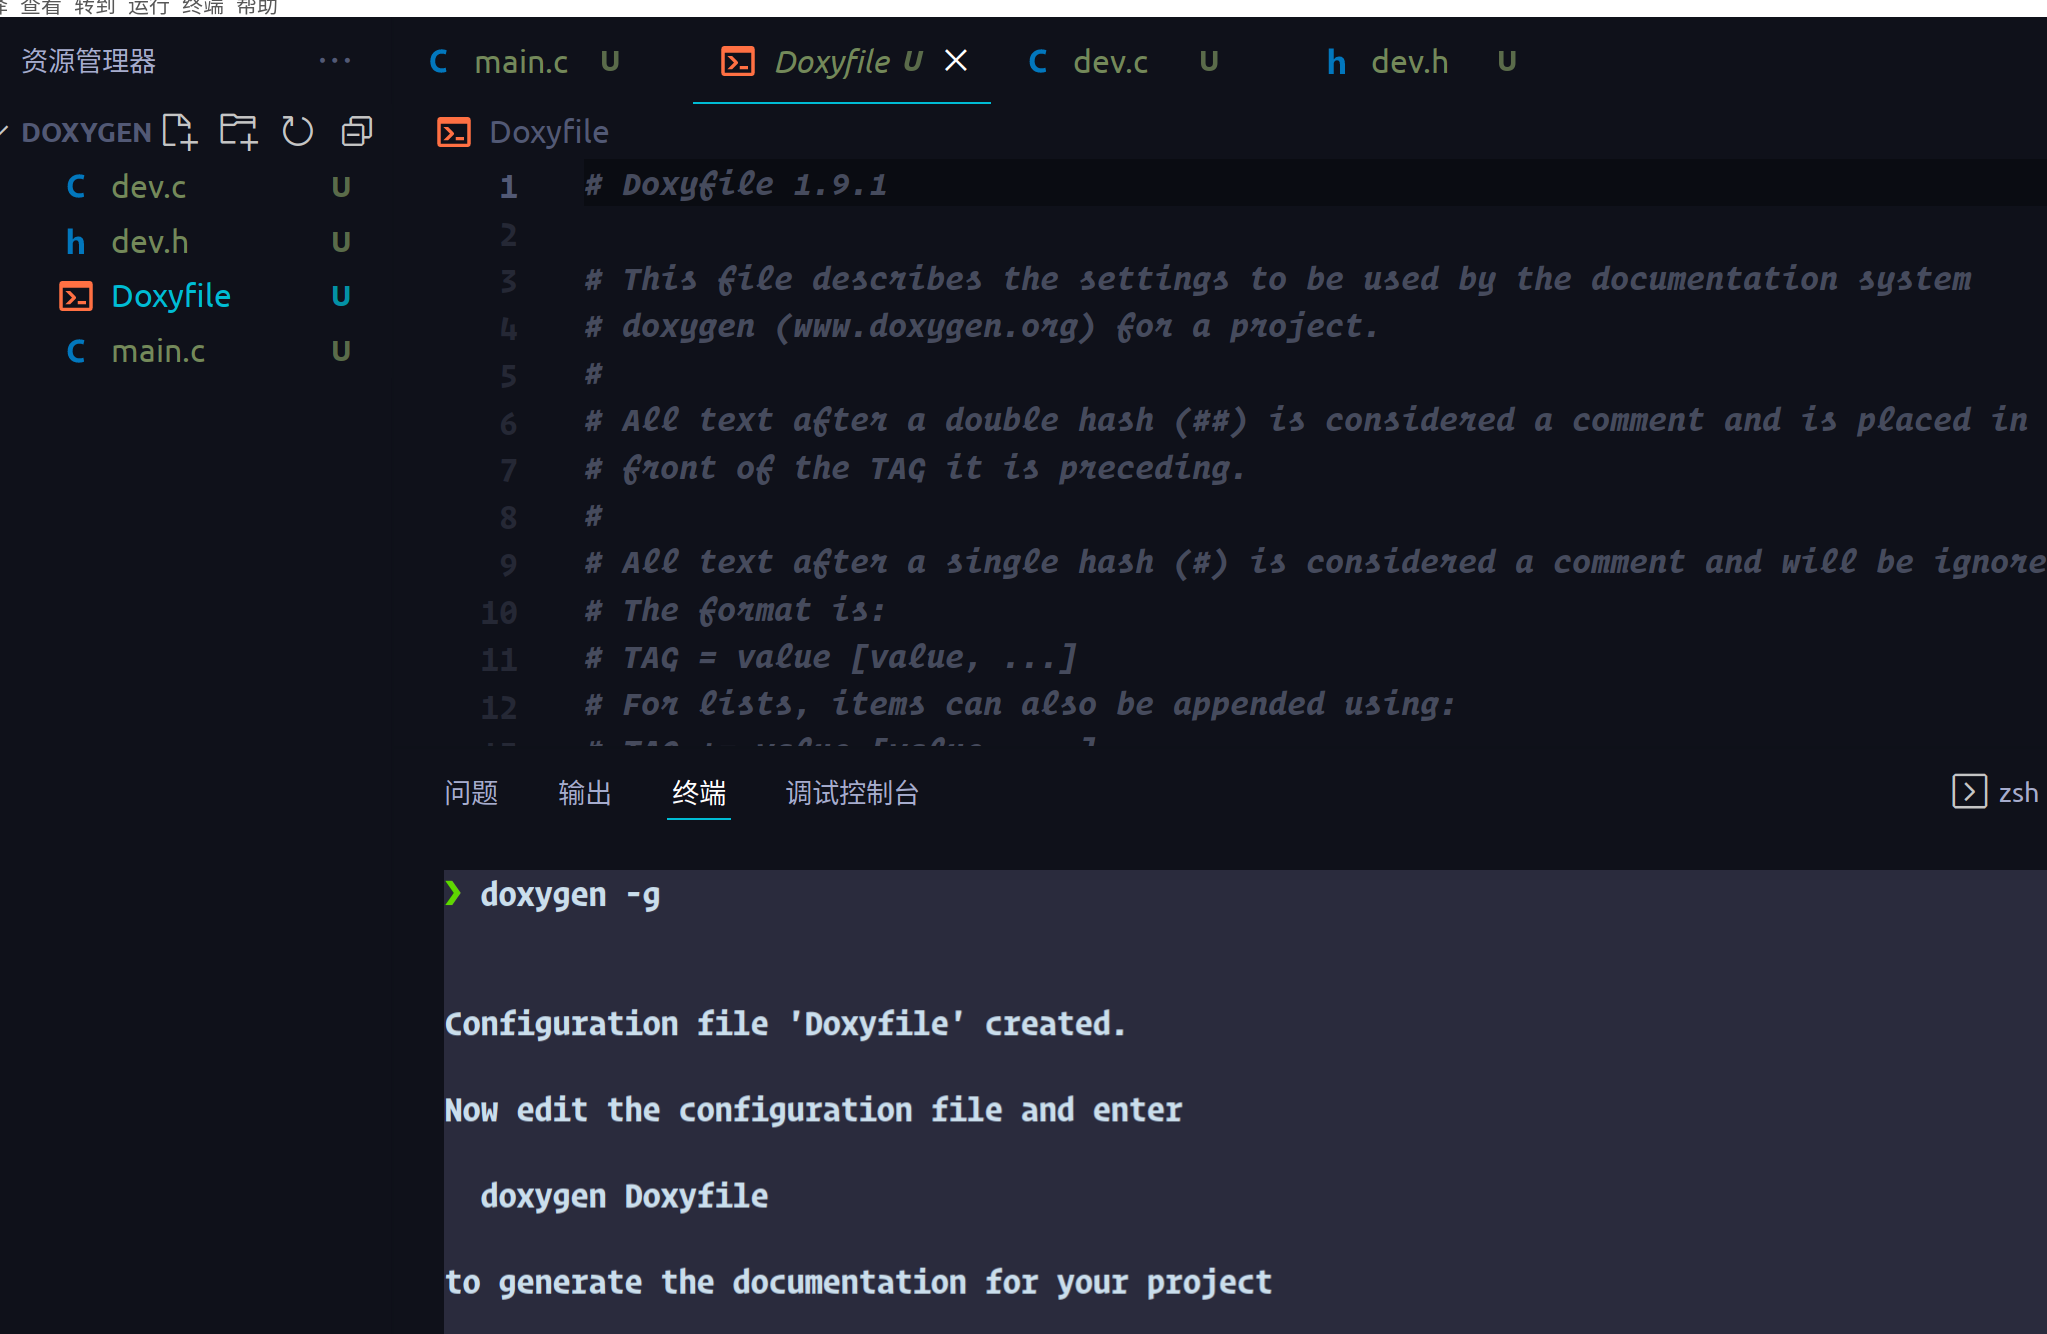 查看 转到 运行 终端 帮助
资源管理器 ...
main.c U
Doxyfile U
dev.c U
dev.h U
DOXYGEN
dev.c U
dev.h U
Doxyfile U
main.c U
Doxyfile
1 # Doxyfile 1.9.1
2
3 # This file describes the settings to be used by the documentation system
4 # doxygen (www.doxygen.org) for a project.
5 #
6 # All text after a double hash (##) is considered a comment and is placed in
7 # front of the TAG it is preceding.
8 #
9 # All text after a single hash (#) is considered a comment and will be ignore
10 # The format is:
11 # TAG = value [value, ...]
12 # For lists, items can also be appended using:
问题 输出 终端 调试控制台
zsh
❯ doxygen -g
Configuration file 'Doxyfile' created.
Now edit the configuration file and enter
doxygen Doxyfile
to generate the documentation for your project